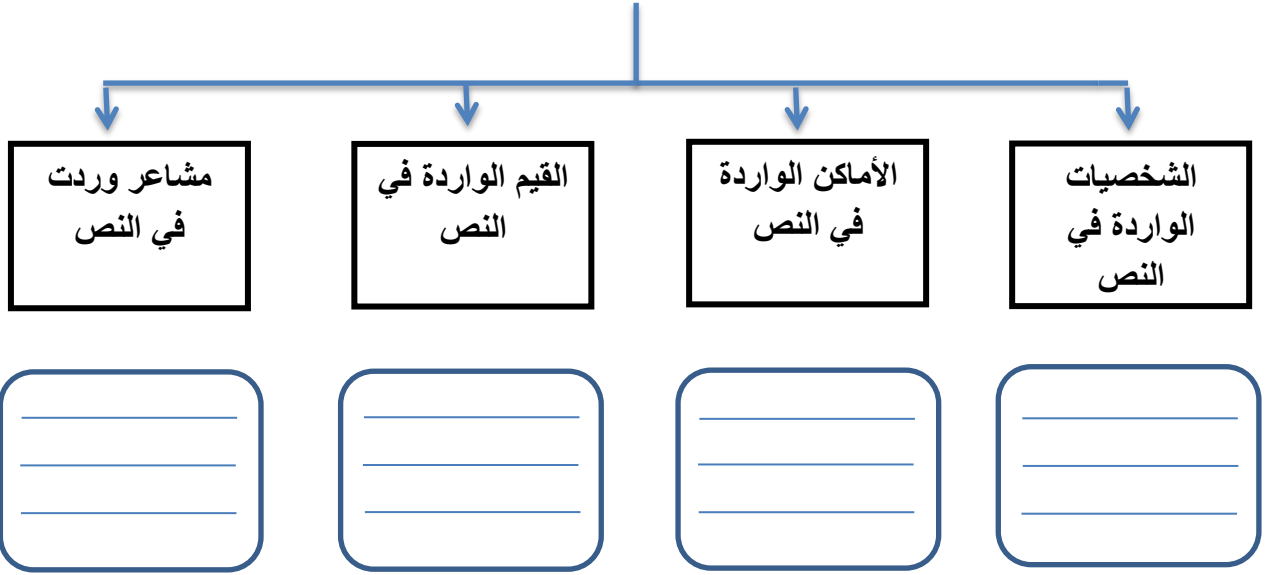 الشخصيات
الواردة في
النص
الأماكن الواردة
في النص
القيم الواردة في
النص
مشاعر وردت
في النص